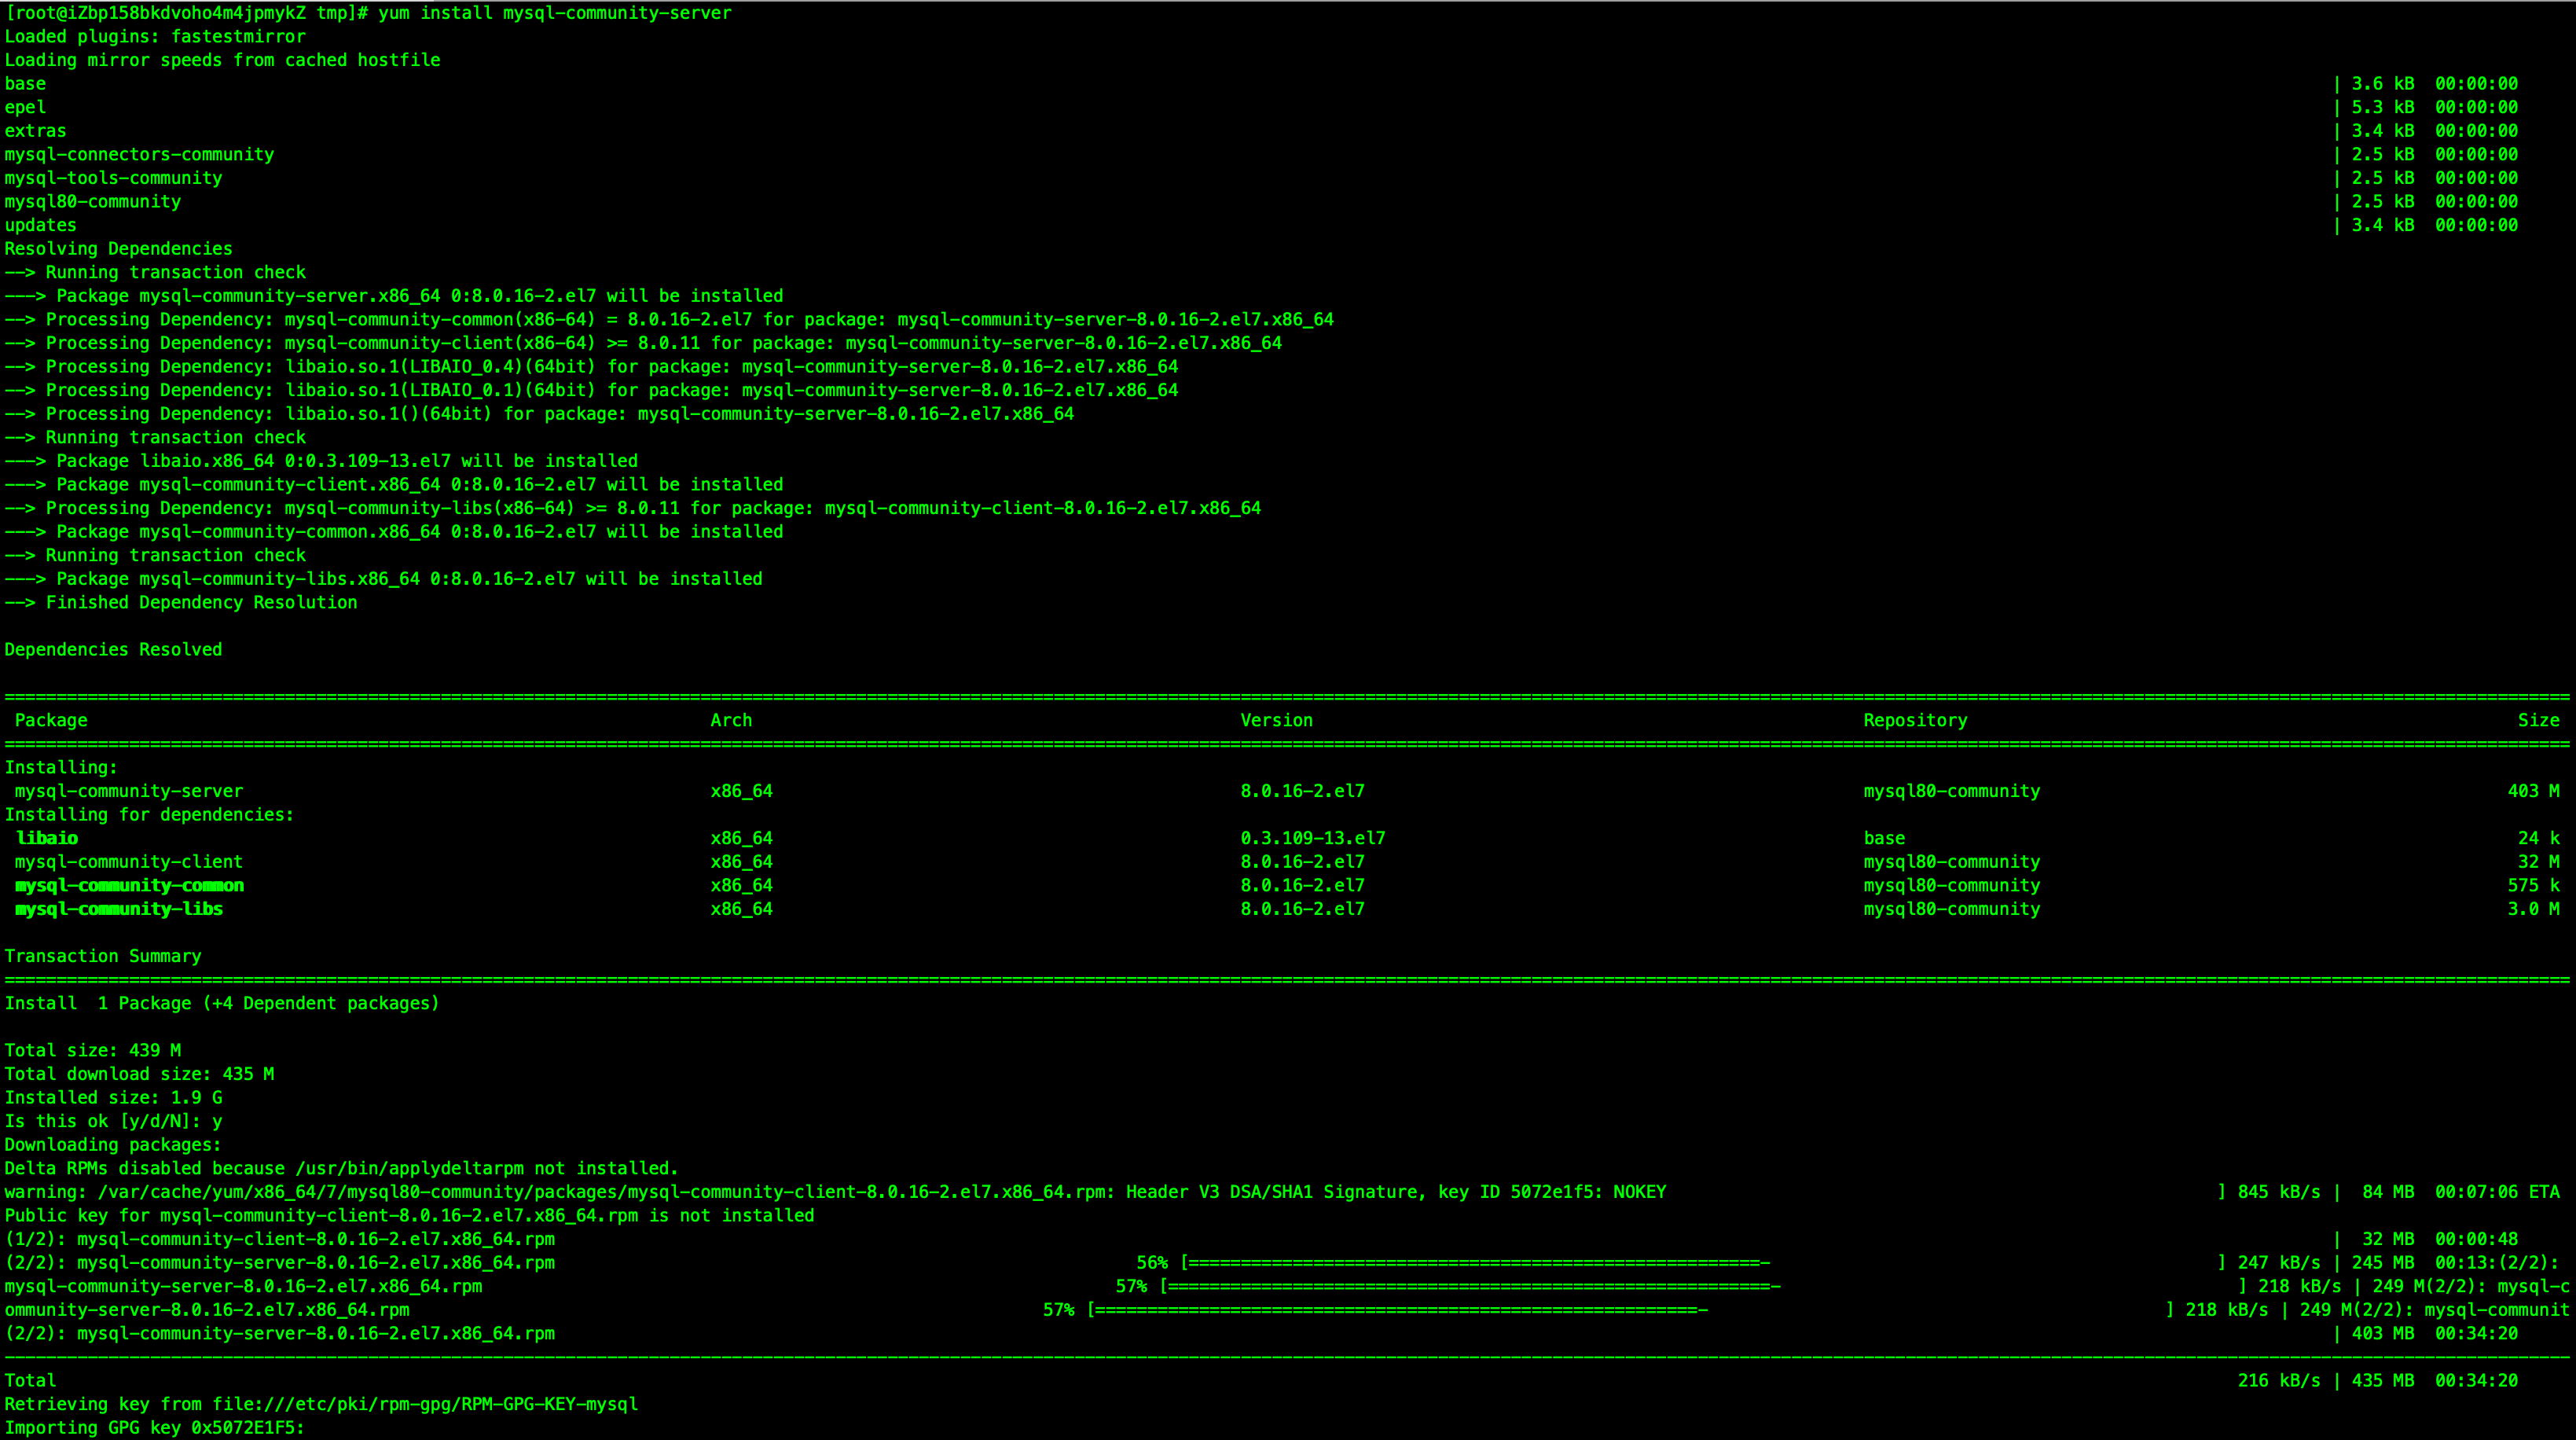 [root@iZbp158bkdvoho4m4jpmykZ tmp]# yum install mysql-community-server
Loaded plugins: fastestmirror
Loading mirror speeds from cached hostfile
base | 3.6 kB 00:00:00
epel | 5.3 kB 00:00:00
extras | 3.4 kB 00:00:00
mysql-connectors-community | 2.5 kB 00:00:00
mysql-tools-community | 2.5 kB 00:00:00
mysql80-community | 2.5 kB 00:00:00
updates | 3.4 kB 00:00:00
Resolving Dependencies
--> Running transaction check
---> Package mysql-community-server.x86_64 0:8.0.16-2.el7 will be installed
--> Processing Dependency: mysql-community-common(x86-64) = 8.0.16-2.el7 for package: mysql-community-server-8.0.16-2.el7.x86_64
--> Processing Dependency: mysql-community-client(x86-64) >= 8.0.11 for package: mysql-community-server-8.0.16-2.el7.x86_64
--> Processing Dependency: libaio.so.1(LIBAIO_0.4)(64bit) for package: mysql-community-server-8.0.16-2.el7.x86_64
--> Processing Dependency: libaio.so.1(LIBAIO_0.1)(64bit) for package: mysql-community-server-8.0.16-2.el7.x86_64
--> Processing Dependency: libaio.so.1()(64bit) for package: mysql-community-server-8.0.16-2.el7.x86_64
--> Running transaction check
---> Package libaio.x86_64 0:0.3.109-13.el7 will be installed
---> Package mysql-community-client.x86_64 0:8.0.16-2.el7 will be installed
--> Processing Dependency: mysql-community-libs(x86-64) >= 8.0.11 for package: mysql-community-client-8.0.16-2.el7.x86_64
---> Package mysql-community-common.x86_64 0:8.0.16-2.el7 will be installed
--> Running transaction check
---> Package mysql-community-libs.x86_64 0:8.0.16-2.el7 will be installed
--> Finished Dependency Resolution
Dependencies Resolved
Package Arch Version Repository Size
Installing:
mysql-community-server x86_64 8.0.16-2.el7 mysql80-community 403 M
Installing for dependencies:
libaio x86_64 0.3.109-13.el7 base 24 k
mysql-community-client x86_64 8.0.16-2.el7 mysql80-community 32 M
mysql-community-common x86_64 8.0.16-2.el7 mysql80-community 575 k
mysql-community-libs x86_64 8.0.16-2.el7 mysql80-community 3.0 M
Transaction Summary
Install 1 Package (+4 Dependent packages)
Total size: 439 M
Total download size: 435 M
Installed size: 1.9 G
Is this ok [y/d/N]: y
Downloading packages:
Delta RPMs disabled because /usr/bin/applydeltarpm not installed.
warning: /var/cache/yum/x86_64/7/mysql80-community/packages/mysql-community-client-8.0.16-2.el7.x86_64.rpm: Header V3 DSA/SHA1 Signature, key ID 5072e1f5: NOKEY ] 845 kB/s | 84 MB 00:07:06 ETA
Public key for mysql-community-client-8.0.16-2.el7.x86_64.rpm is not installed
(1/2): mysql-community-client-8.0.16-2.el7.x86_64.rpm | 32 MB 00:00:48
(2/2): mysql-community-server-8.0.16-2.el7.x86_64.rpm 56% [=======================================================- ] 247 kB/s | 245 MB 00:13:(2/2):
mysql-community-server-8.0.16-2.el7.x86_64.rpm 57% [==========================================================- ] 218 kB/s | 249 M(2/2): mysql-c
ommunity-server-8.0.16-2.el7.x86_64.rpm 57% [==========================================================- ] 218 kB/s | 249 M(2/2): mysql-communit
(2/2): mysql-community-server-8.0.16-2.el7.x86_64.rpm | 403 MB 00:34:20
Total 216 kB/s | 435 MB 00:34:20
Retrieving key from file:///etc/pki/rpm-gpg/RPM-GPG-KEY-mysql
Importing GPG key 0x5072E1F5: